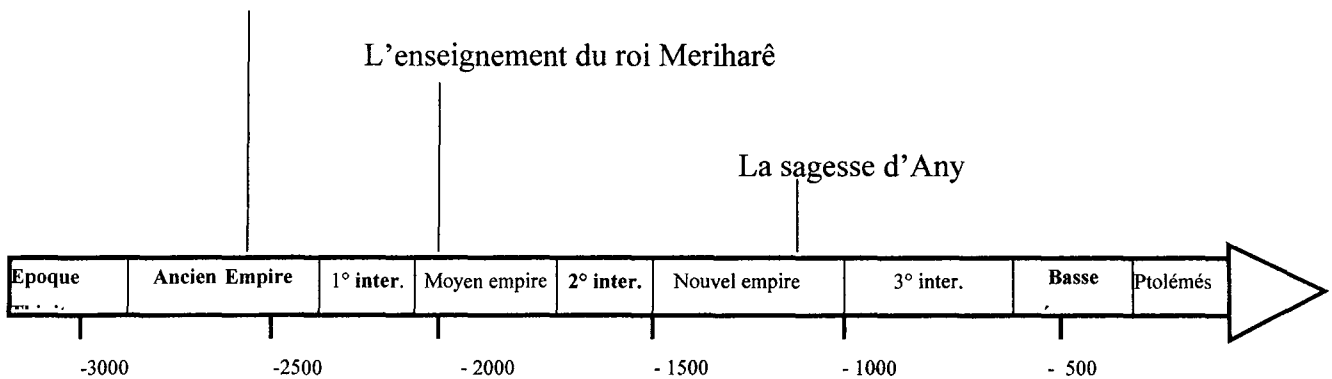 L'enseignement du roi Meriharê
La sagesse d'Any
Epoque
Ancien Empire
1° inter.
Moyen empire
2° inter.
Nouvel empire
3° inter.
Basse
Ptolémés
-3000
-2500
- 2000
- 1500
- 1000
- 500